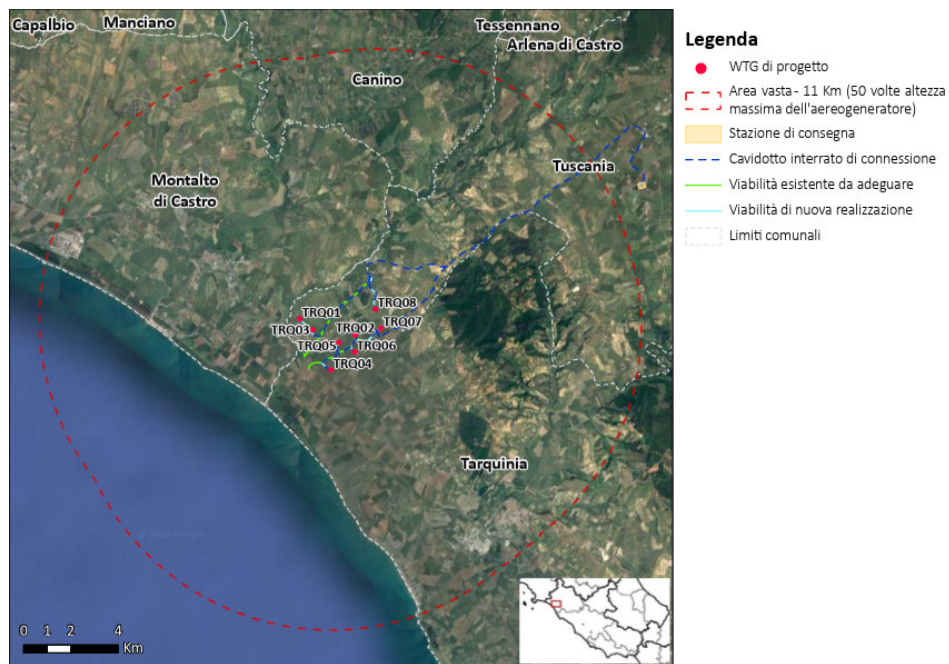 Capalbio
Manciano
Tessennano
Arlena di Castro
Canino
Tuscania
Montalto
di Castro
TRQ01
TRQ08
TRQ03
TRQ02
TRQ07
TRQ05
TRQ06
TRQ04
Tarquinia
0 1 2 4
Km
Legenda
WTG di progetto
Area vasta - 11 Km (50 volte altezza
massima dell'aereogeneratore)
Stazione di consegna
Cavidotto interrato di connessione
Viabilità esistente da adeguare
Viabilità di nuova realizzazione
Limiti comunali